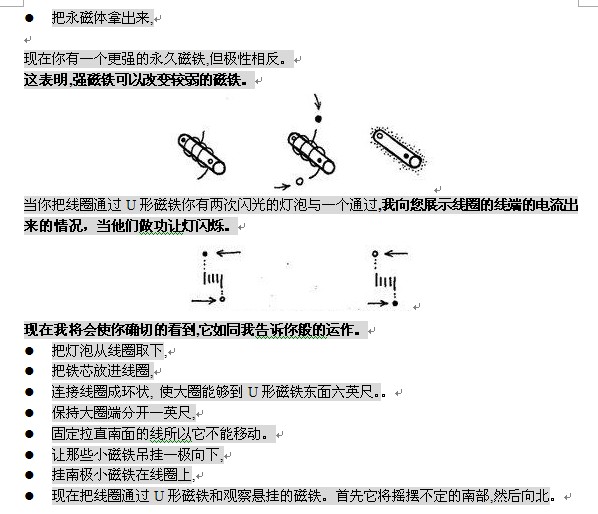 ● 把永磁体拿出来,
现在你有一个更强的永久磁铁,但极性相反。
这表明,强磁铁可以改变较弱的磁铁。
当你把线圈通过 U 形磁铁你有两次闪光的灯泡与一个通过,我向您展示线圈的线端的电流出
来的情况，当他们做功让灯闪烁。
现在我将会使你确切的看到,它如同我告诉你般的运作。
● 把灯泡从线圈取下,
● 把铁芯放进线圈,
● 连接线圈成环状, 使大圈能够到 U 形磁铁东面六英尺。。
● 保持大圈端分开一英尺,
● 固定拉直南面的线所以它不能移动。
● 让那些小磁铁吊挂一极向下,
● 挂南极小磁铁在线圈上,
● 现在把线圈通过 U 形磁铁和观察悬挂的磁铁。首先它将摇摆不定的南部,然后向北。